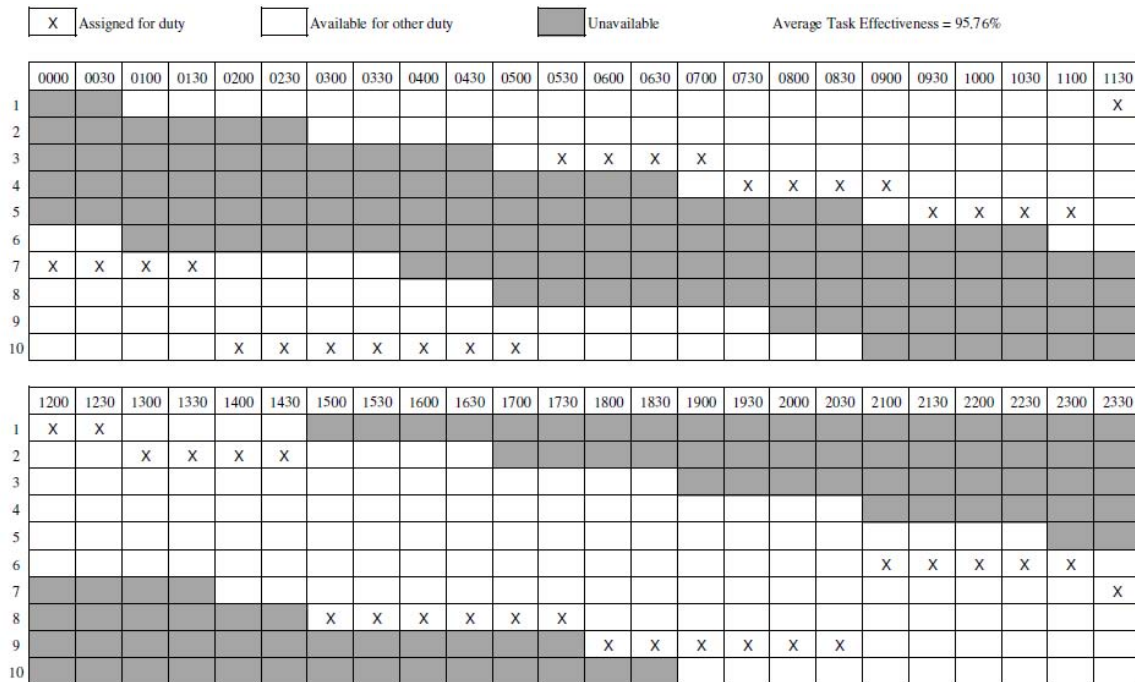 X Assigned for duty Available for other duty Unavailable Average Task Effectiveness = 95,76%
0000 0030 0100 0130 0200 0230 0300 0330 0400 0430 0500 0530 0600 0630 0700 0730 0800 0830 0900 0930 1000 1030 1100 1130
1 X
2
3 X X X X
4 X X X X
5 X X X X
6
7 X X X X
8
9
10 X X X X X X X
1200 1230 1300 1330 1400 1430 1500 1530 1600 1630 1700 1730 1800 1830 1900 1930 2000 2030 2100 2130 2200 2230 2300 2330
1 X X
2 X X X X
3
4
5
6 X X X X X
7 X
8 X X X X X X
9 X X X X X X
10